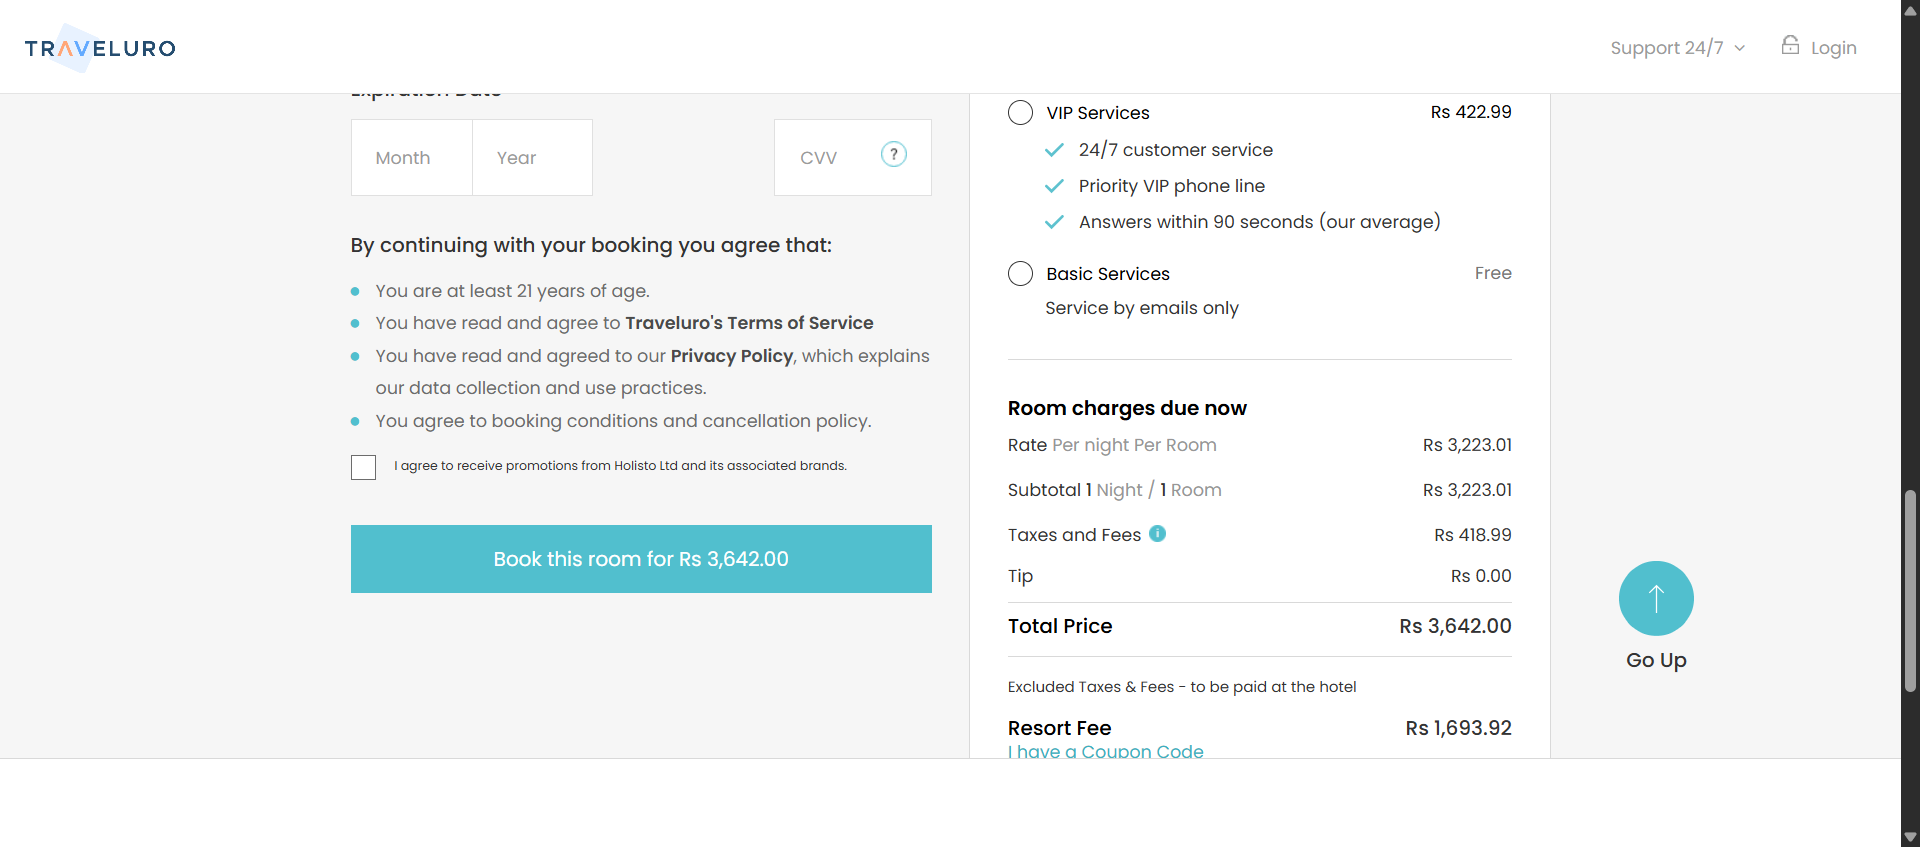 TRAVELURO
Support 24/7
Login
Expiration Date
Month
Year
CVV
?
By continuing with your booking you agree that:
You are at least 21 years of age.
You have read and agree to Traveluro's Terms of Service
You have read and agreed to our Privacy Policy, which explains
our data collection and use practices.
You agree to booking conditions and cancellation policy.
I agree to receive promotions from Holisto Ltd and its associated brands.
Book this room for Rs 3,642.00
VIP Services Rs 422.99
24/7 customer service
Priority VIP phone line
Answers within 90 seconds (our average)
Basic Services Free
Service by emails only
Room charges due now
Rate Per night Per Room Rs 3,223.01
Subtotal 1 Night / 1 Room Rs 3,223.01
Taxes and Fees i Rs 418.99
Tip Rs 0.00
Total Price Rs 3,642.00
Excluded Taxes & Fees - to be paid at the hotel
Resort Fee Rs 1,693.92
I have a Coupon Code
Go Up